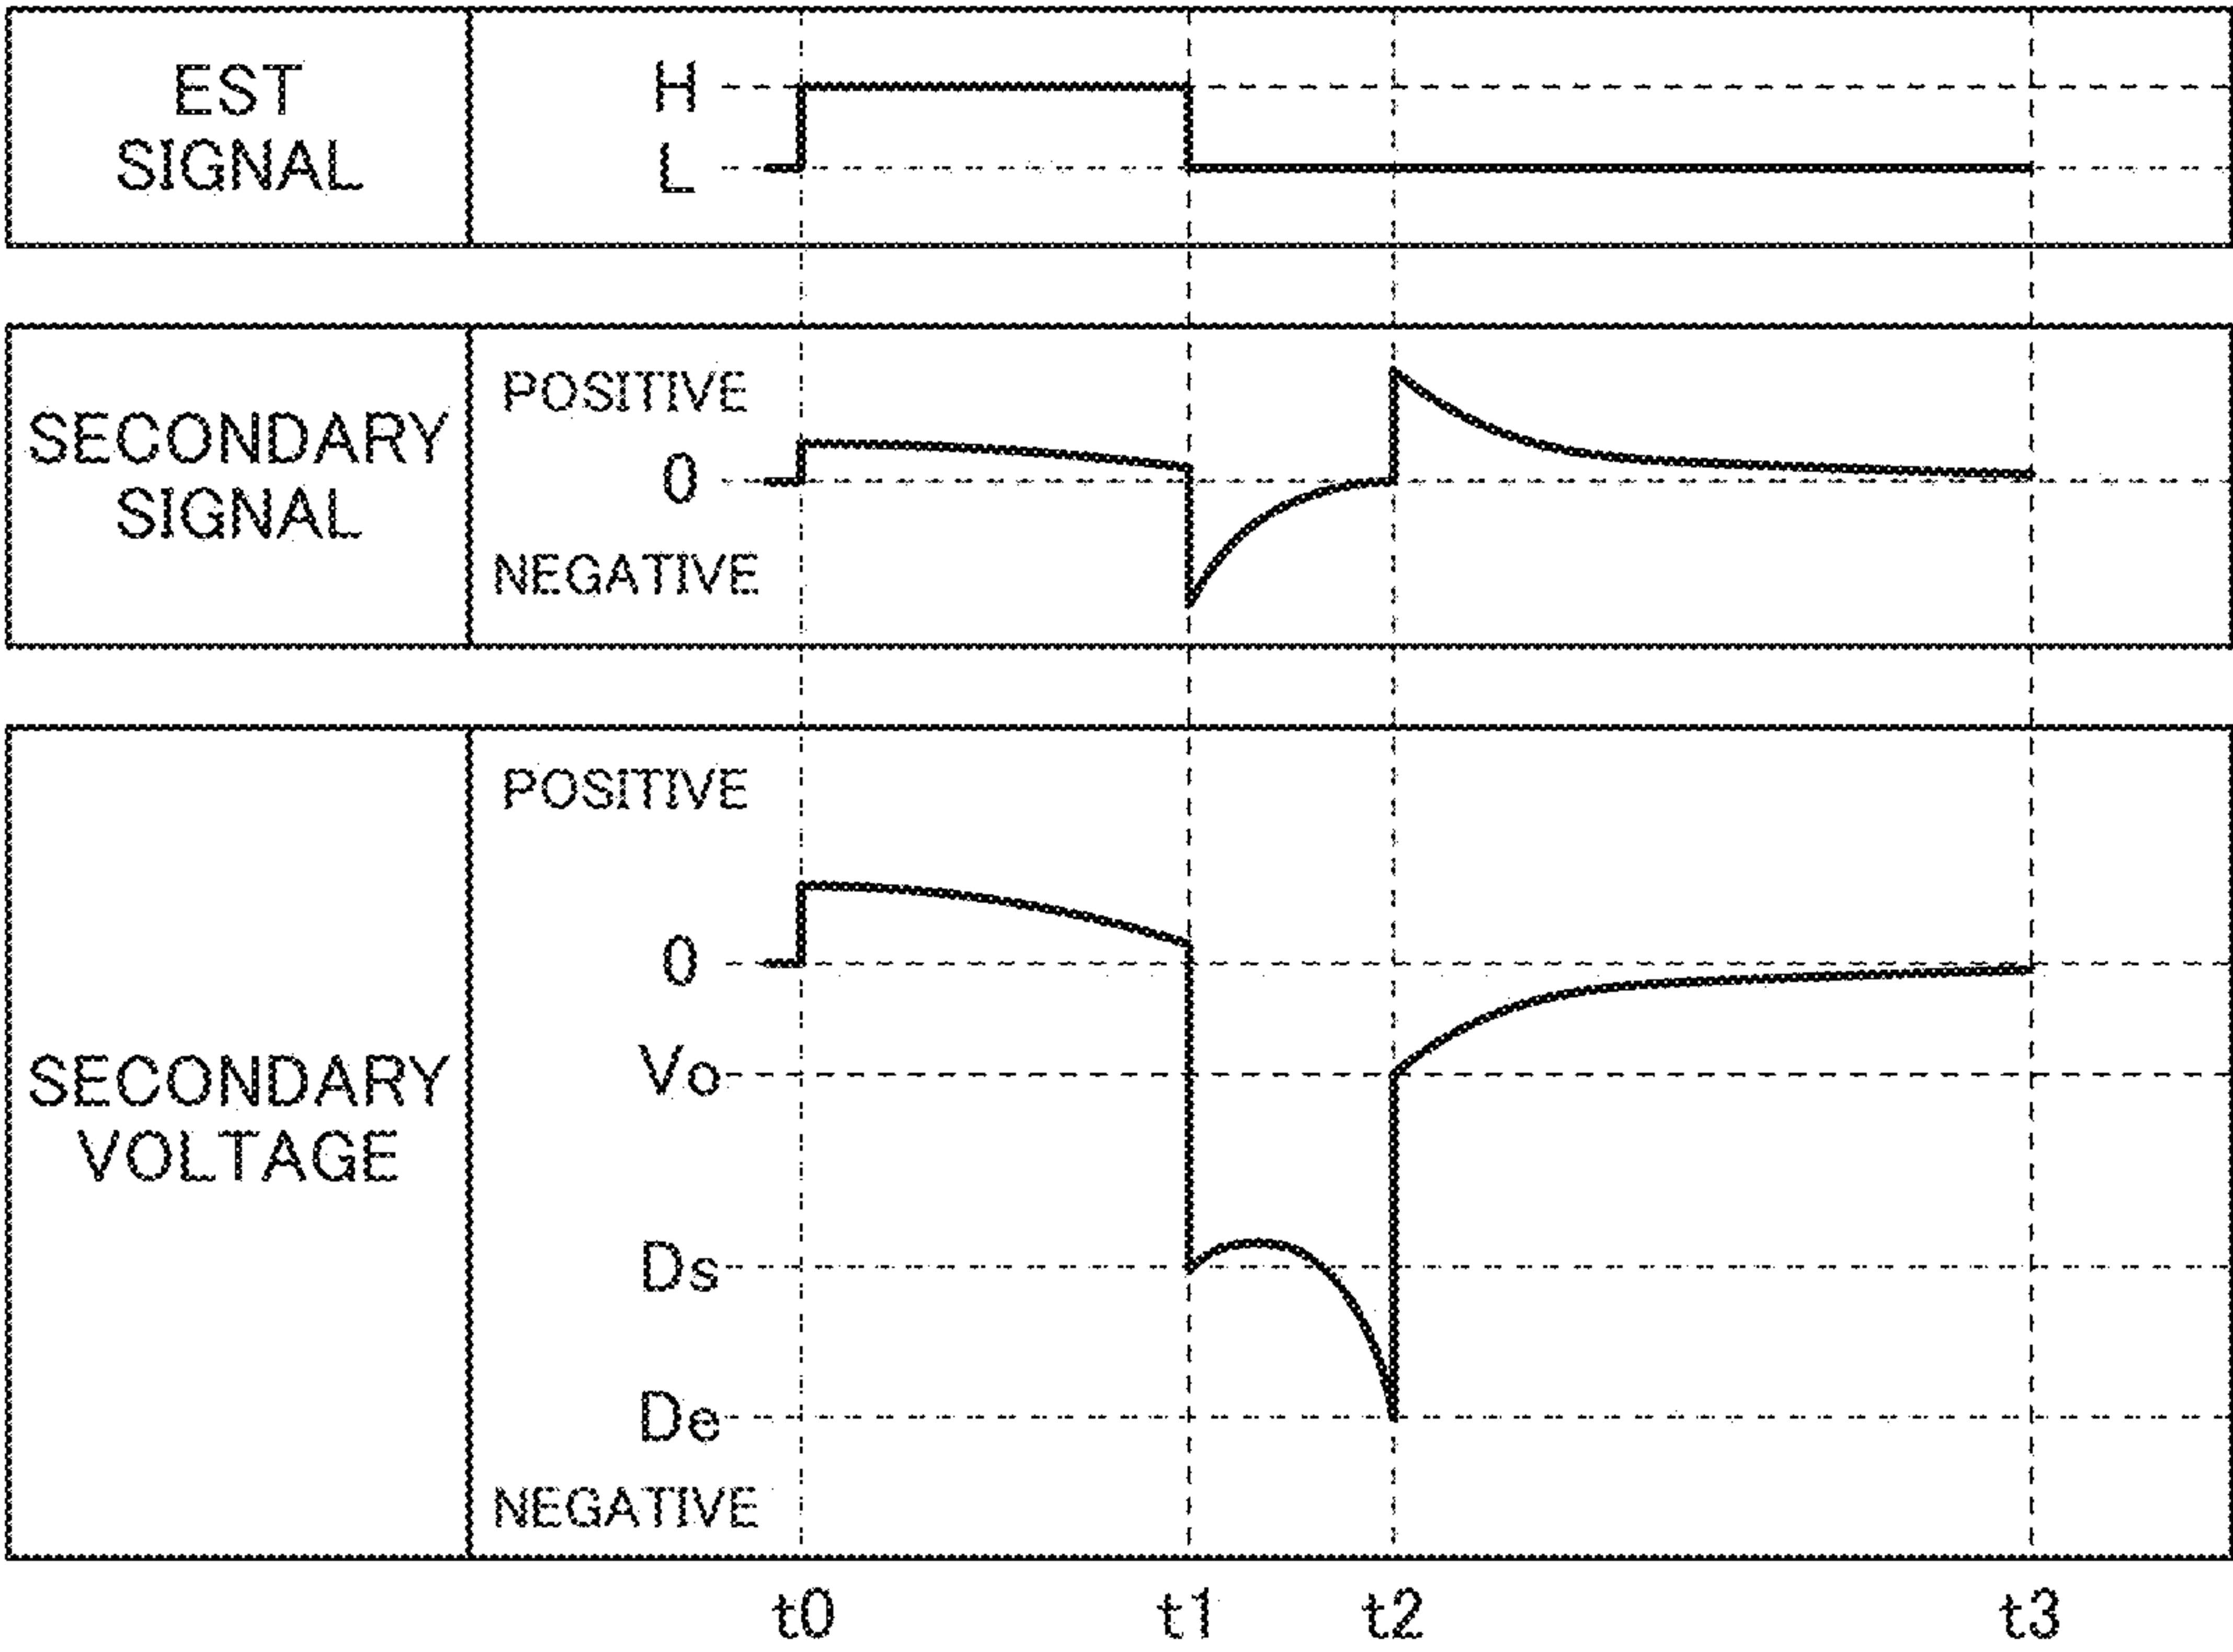 EST
SIGNAL
H
L
SECONDARY
SIGNAL
POSITIVE
0
NEGATIVE
SECONDARY
VOLTAGE
POSITIVE
0
Vo
Ds
De
NEGATIVE
t0 t1 t2 t3